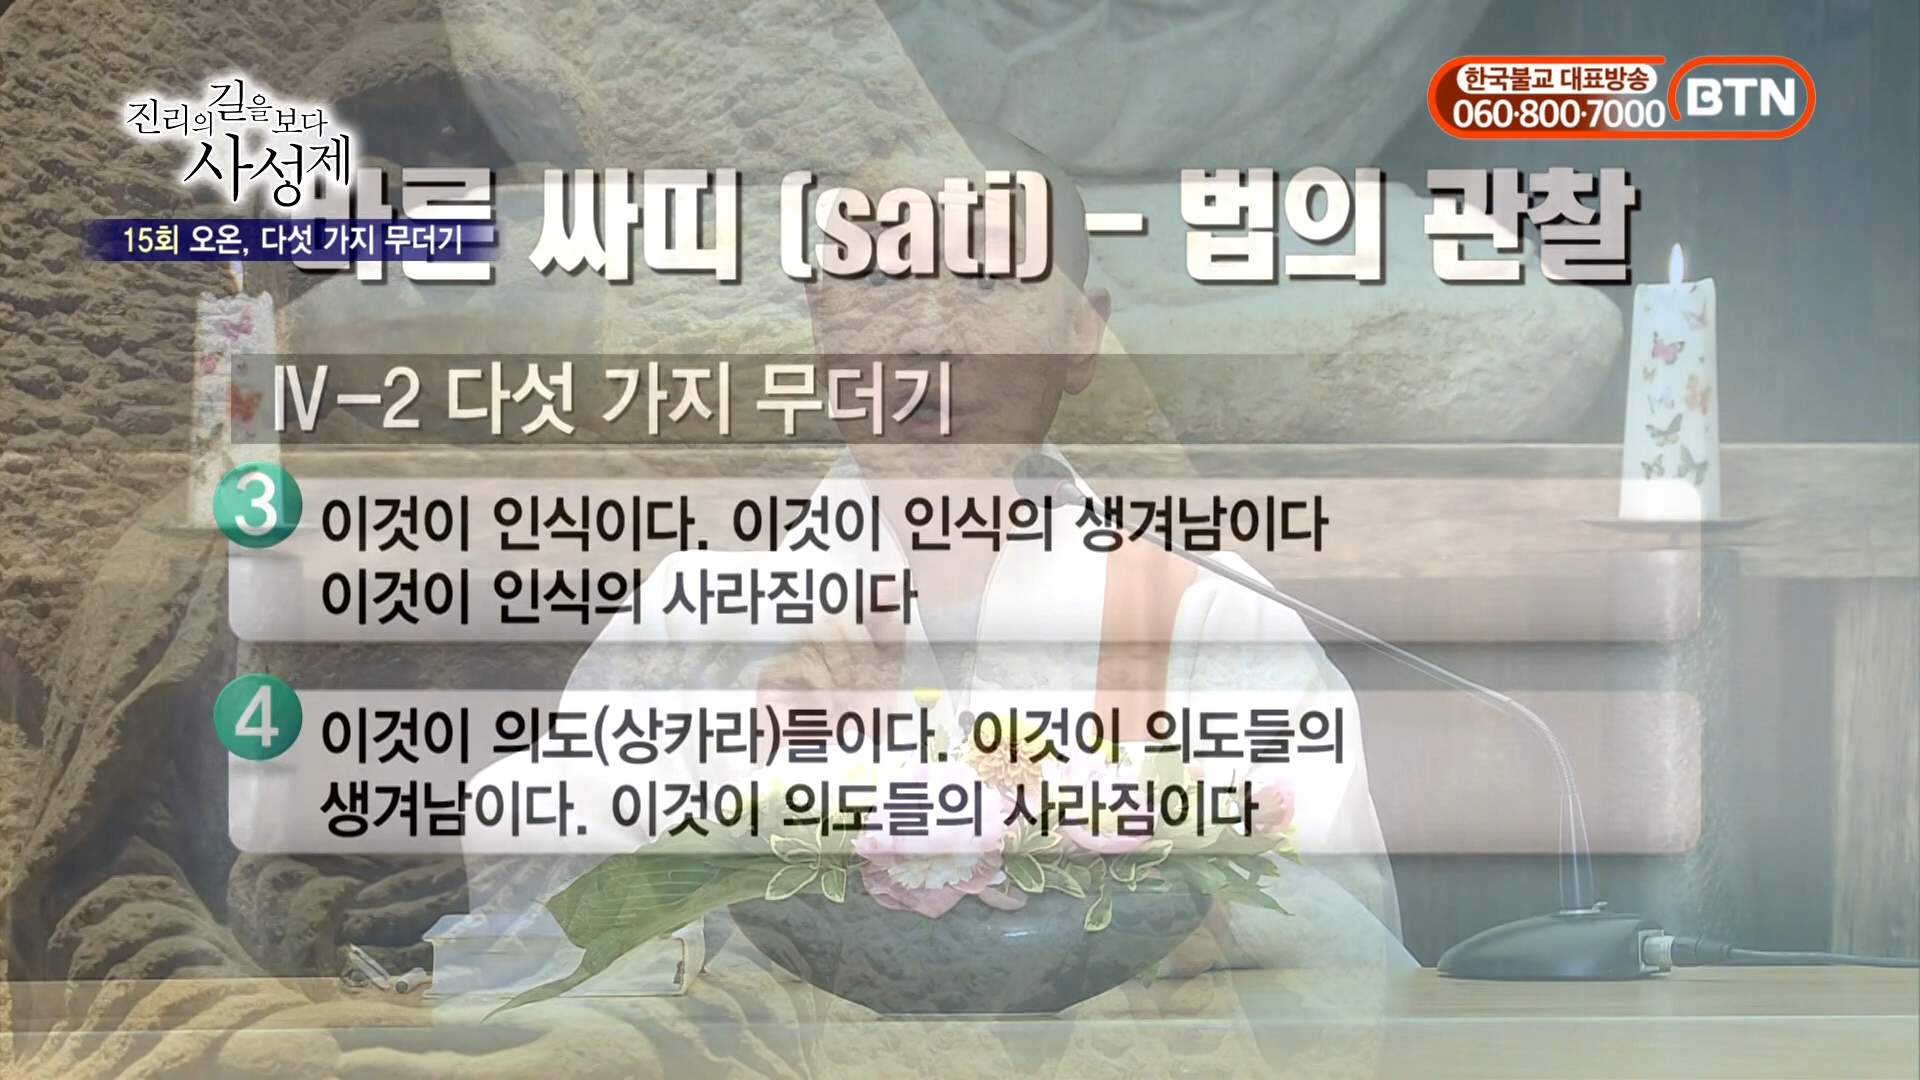 진리의 길을 보다
사성제
15회 오온, 다섯 가지 무더기
한국불교 대표방송
060·800·7000
BTN
바른 싸띠 (sati) - 법의 관찰
Ⅳ-2 다섯 가지 무더기
3 이것이 인식이다. 이것이 인식의 생겨남이다
이것이 인식의 사라짐이다
4 이것이 의도(상카라)들이다. 이것이 의도들의
생겨남이다. 이것이 의도들의 사라짐이다